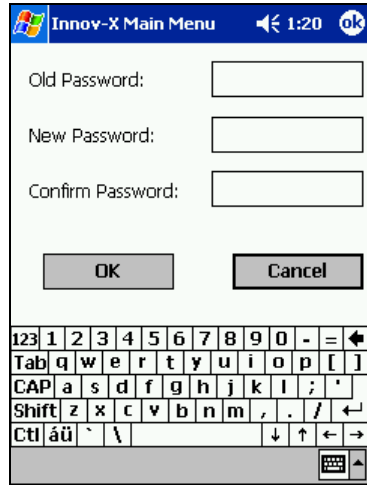 Innov-X Main Menu 1:20 ok
Old Password:
New Password:
Confirm Password:
OK Cancel
123 1 2 3 4 5 6 7 8 9 0 - =
Tab q w e r t y u i o p [ ]
CAP a s d f g h j k l ; '
Shift z x c v b n m , . /
Ctl áü ` \